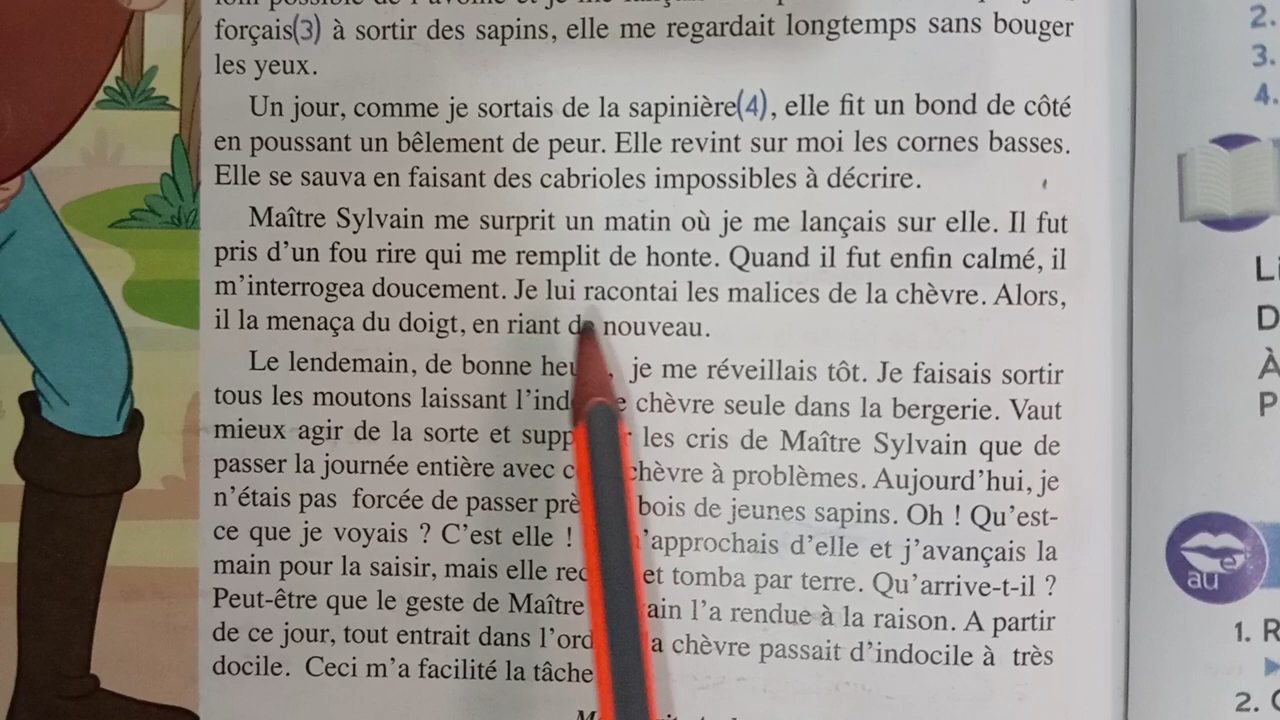 forçais(3) à sortir des sapins, elle me regardait longtemps sans bouger
les yeux.
Un jour, comme je sortais de la sapinière(4), elle fit un bond de côté
en poussant un bêlement de peur. Elle revint sur moi les cornes basses.
Elle se sauva en faisant des cabrioles impossibles à décrire.
Maître Sylvain me surprit un matin où je me lançais sur elle. Il fut
pris d'un fou rire qui me remplit de honte. Quand il fut enfin calmé, il
m'interrogea doucement. Je lui racontai les malices de la chèvre. Alors,
il la menaça du doigt, en riant de nouveau.
Le lendemain, de bonne je me réveillais tôt. Je faisais sortir
tous les moutons laissant chèvre seule dans la bergerie. Vaut
mieux agir de la sorte et les cris de Maître Sylvain que de
passer la journée entière avec chèvre à problèmes. Aujourd'hui, je
n'étais pas forcée de passer bois de jeunes sapins. Oh ! Qu'est-
ce que je voyais ? C'est elle ! d'elle et j'avançais la
main pour la saisir, mais elle et tomba par terre. Qu'arrive-t-il ?
Peut-être que le geste de Maître l'a rendue à la raison. A partir
de ce jour, tout entrait dans chèvre passait d'indocile à très
docile. Ceci m'a facilité la tâche
2.
3.
4.
au
e
1.
2.